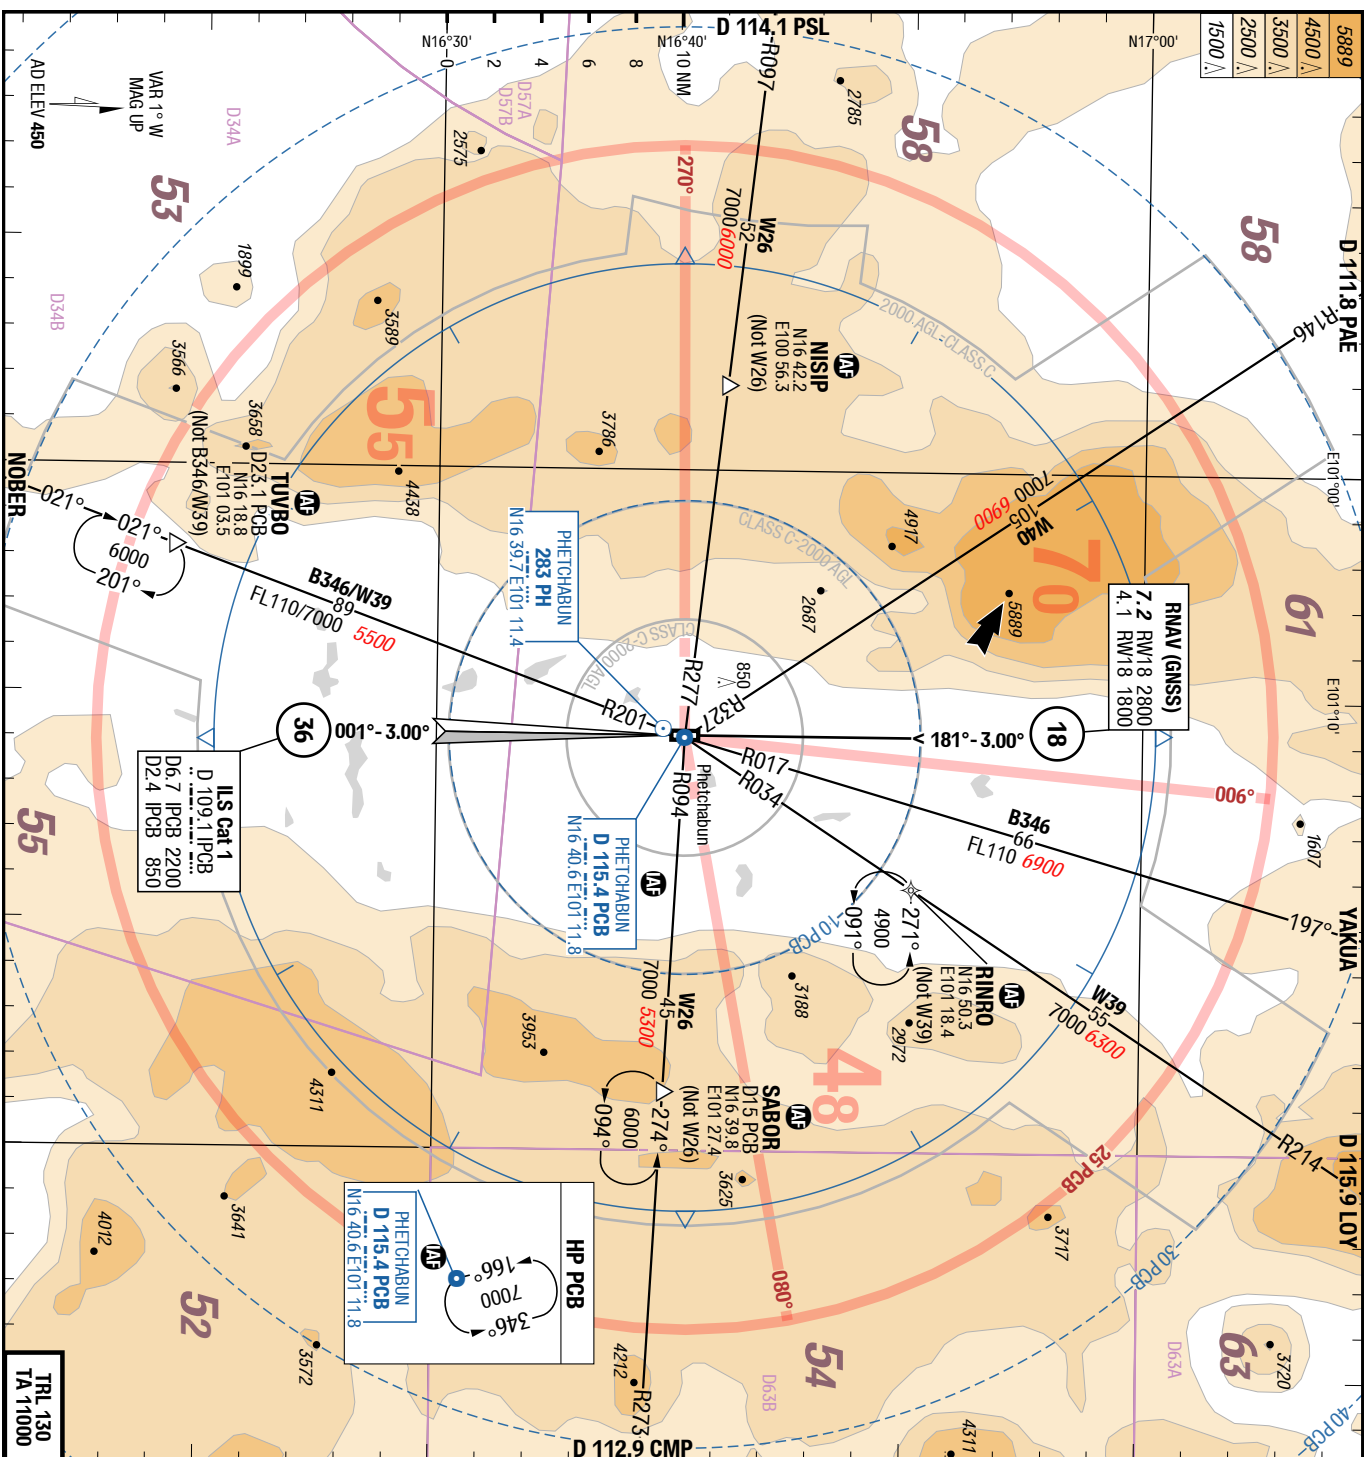 5889
4500
3500
2500
1500
D 114.1 PSL
N16°30'
N16°40'
N17°00'
0
2
4
6
8
10 NM
VAR 1° W
MAG UP
AD ELEV 450
D34A
D34B
D57A
D57B
53
58
58
61
55
52
54
63
55
70
48
R097
2785
2575
1899
3589
3566
3658
4438
3786
4917
5889
2687
850
270°
W26
52
7000 6000
NISIP
N16 42.2
E100 56.3
(Not W26)
IAF
2000 AGL-CLASS C
CLASS C-2000 AGL
CLASS C-2000 AGL
D 111.8 PAE
R146
7000 6900
105
W40
E101°00'
E101°10'
RNAV (GNSS)
7.2 RW18 2800
4.1 RW18 1800
TUVBO
D23.1 PCB
N16 18.8
E101 03.5
(Not B346/W39)
IAF
NOBER
021°
021°
6000
201°
B346/W39
89
FL110/7000 5500
PHETCHABUN
283 PH
N16 39.7 E101 11.4
R201
R277
R327
R017
R034
R094
Phetchabun
36
001°- 3.00°
181°- 3.00°
18
006°
B346
66
FL110 6900
197°
YAKUA
1607
ILS Cat 1
D 109.1 IPCB
D6.7 IPCB 2200
D2.4 IPCB 850
PHETCHABUN
D 115.4 PCB
N16 40.6 E101 11.8
IAF
10 PCB
271°
4900
091°
RINRO
N16 50.3
E101 18.4
(Not W39)
IAF
W39
55
7000 6300
R214
D 115.9 LOY
3188
2972
3953
4311
3641
4012
3572
W26
45
7000 5300
SABOR
D15 PCB
N16 39.8
E101 27.4
(Not W26)
IAF
274°
6000
094°
3625
25 PCB
30 PCB
40 PCB
3717
3720
4311
4212
080°
HP PCB
166°
7000
346°
IAF
PHETCHABUN
D 115.4 PCB
N16 40.6 E101 11.8
R273
D 112.9 CMP
D63A
D63B
TRL 130
TA 11000